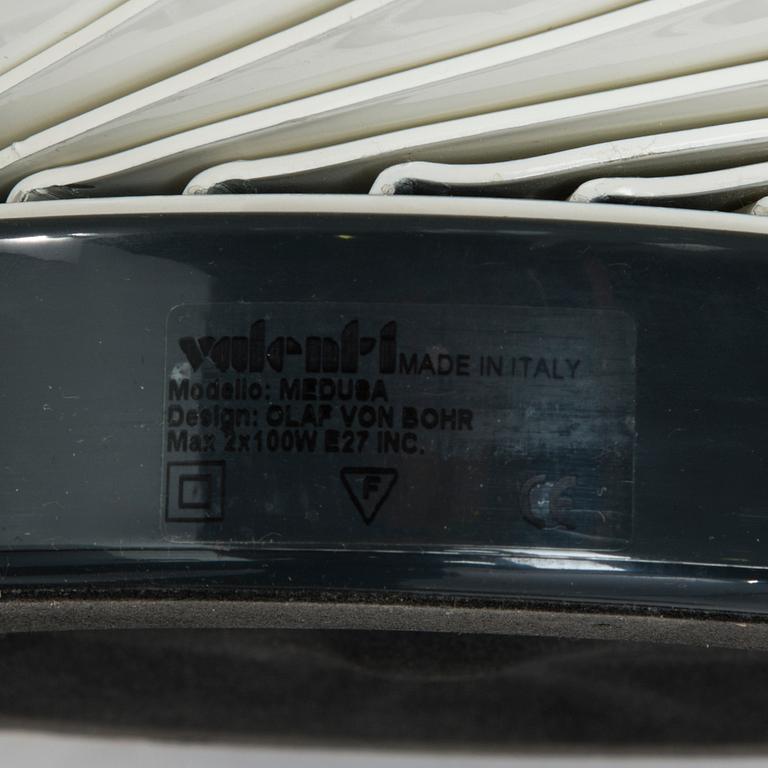 valenti MADE IN ITALY
Modello: MEDUSA
Design: OLAF VON BOHR
Max 2x100W E27 INC.
F CE